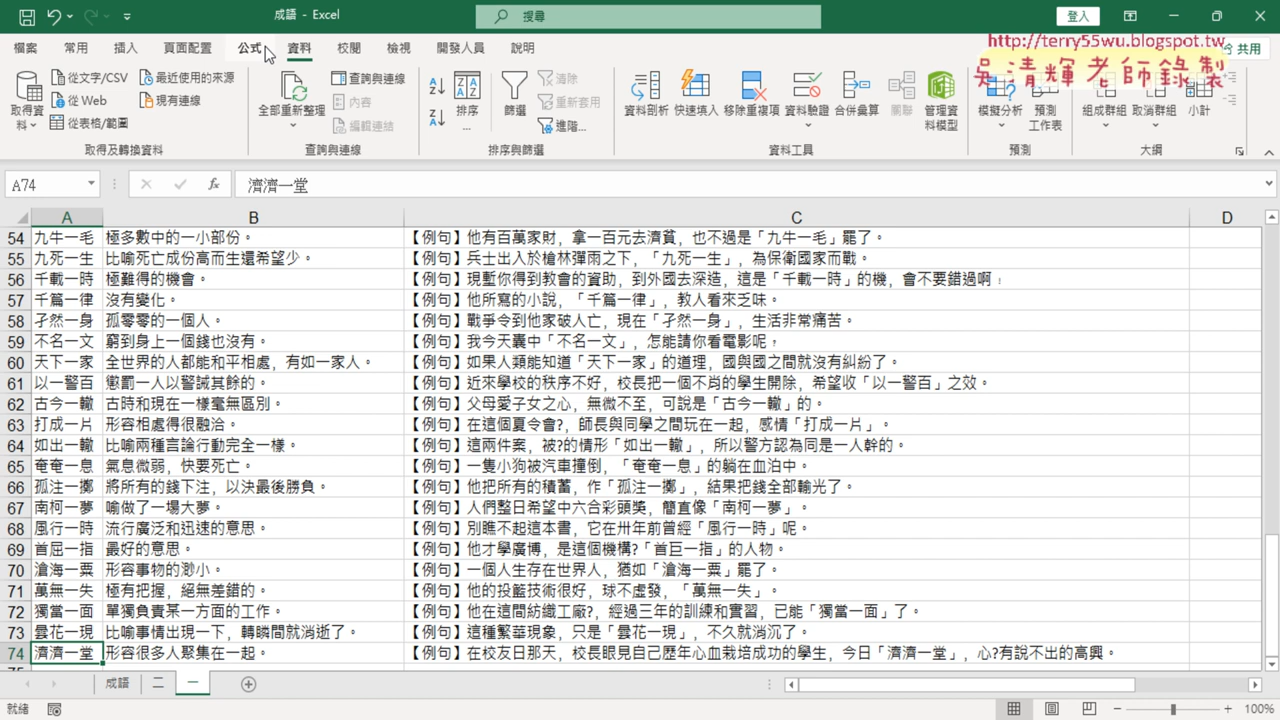 成語 - Excel
搜尋
登入
檔案 常用 插入 頁面配置 公式 資料 校閱 檢視 開發人員 說明
共用
http://terry55wu.blogspot.tw
吳清輝老師錄製
取得資料
從文字/CSV
從 Web
從表格/範圍
最近使用的來源
現有連線
取得及轉換資料
全部重新整理
查詢與連線
內容
編輯連結
查詢與連線
排序
...
篩選
清除
重新套用
進階...
排序與篩選
資料剖析 快速填入 移除重複項 資料驗證 合併彙算 關聯 管理資料模型
資料工具
模擬分析 預測工作表
預測
組成群組 取消群組 小計
大綱
A74
fx
濟濟一堂
A B C D
54 九牛一毛 極多數中的一小部份。 【例句】他有百萬家財，拿一百元去濟貧，也不過是「九牛一毛」罷了。
55 九死一生 比喻死亡成份高而生還希望少。 【例句】兵士出入於槍林彈雨之下，「九死一生」，為保衛國家而戰。
56 千載一時 極難得的機會。 【例句】現蹔你得到教會的資助，到外國去深造，這是「千載一時」的機，會不要錯過啊﹗
57 千篇一律 沒有變化。 【例句】他所寫的小說，「千篇一律」，教人看來乏味。
58 孑然一身 孤零零的一個人。 【例句】戰爭令到他家破人亡，現在「孑然一身」，生活非常痛苦。
59 不名一文 窮到身上一個錢也沒有。 【例句】我今天囊中「不名一文」，怎能請你看電影呢﹖
60 天下一家 全世界的人都能和平相處，有如一家人。 【例句】如果人類能知道「天下一家」的道理，國與國之間就沒有糾紛了。
61 以一警百 懲罰一人以警誡其餘的。 【例句】近來學校的秩序不好，校長把一個不肖的學生開除，希望收「以一警百」之效。
62 古今一轍 古時和現在一樣毫無區別。 【例句】父母愛子女之心，無微不至，可說是「古今一轍」的。
63 打成一片 形容相處得很融洽。 【例句】在這個夏令會?，師長與同學之間玩在一起，感情「打成一片」。
64 如出一轍 比喻兩種言論行動完全一樣。 【例句】這兩件案，被?的情形「如出一轍」，所以警方認為同是一人幹的。
65 奄奄一息 氣息微弱，快要死亡。 【例句】一隻小狗被汽車撞倒，「奄奄一息」的躺在血泊中。
66 孤注一擲 將所有的錢下注，以決最後勝負。 【例句】他把所有的積蓄，作「孤注一擲」，結果把錢全部輸光了。
67 南柯一夢 喻做了一場大夢。 【例句】人們整日希望中六合彩頭獎，簡直像「南柯一夢」。
68 風行一時 流行廣泛和迅速的意思。 【例句】別瞧不起這本書，它在卅年前曾經「風行一時」呢。
69 首屈一指 最好的意思。 【例句】他才學廣博，是這個機構?「首巨一指」的人物。
70 滄海一粟 形容事物的渺小。 【例句】一個人生存在世界人，猶如「滄海一粟」罷了。
71 萬無一失 極有把握，絕無差錯的。 【例句】他的投籃技術很好，球不虛發，「萬無一失」。
72 獨當一面 單獨負責某一方面的工作。 【例句】他在這間紡織工廠?，經過三年的訓練和實習，已能「獨當一面」了。
73 曇花一現 比喻事情出現一下，轉瞬間就消逝了。 【例句】這種繁華現象，只是「曇花一現」，不久就消沉了。
74 濟濟一堂 形容很多人聚集在一起。 【例句】在校友日那天，校長眼見自己歷年心血栽培成功的學生，今日「濟濟一堂」，心?有說不出的高興。
成語 二 一
就緒
100%